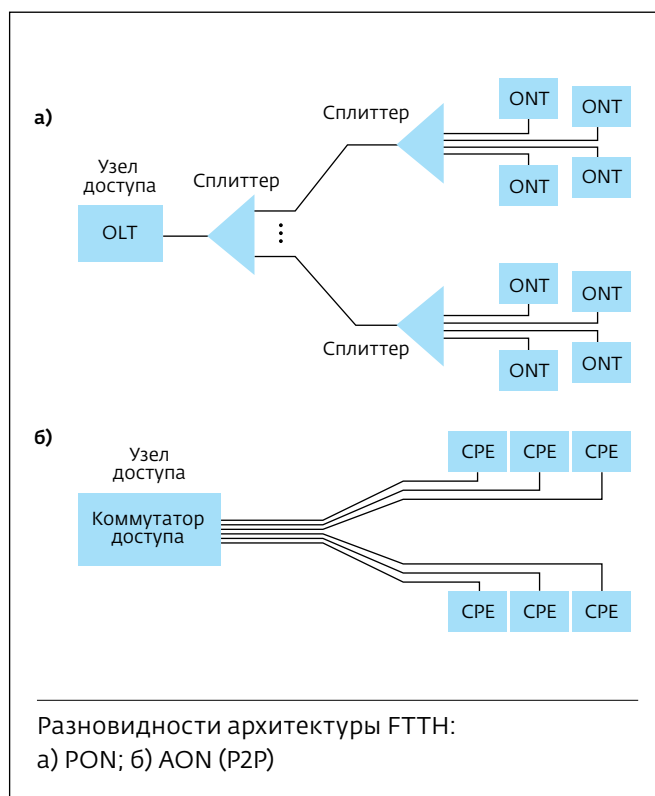 а)
Узел
доступа
OLT
Сплиттер
Сплиттер
ONT
ONT
ONT
ONT
Сплиттер
ONT
ONT
ONT
ONT
б)
Узел
доступа
Коммутатор
доступа
CPE CPE CPE
CPE CPE CPE
Разновидности архитектуры FTTH:
а) PON; б) AON (P2P)